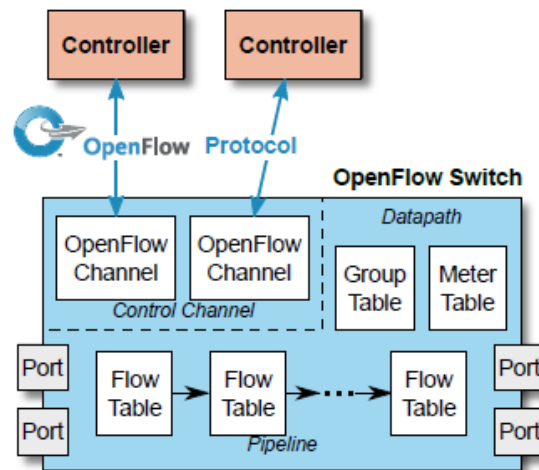 Controller Controller
OpenFlow Protocol
OpenFlow Switch
Datapath
OpenFlow
Channel
OpenFlow
Channel
Control Channel
Group
Table
Meter
Table
Port
Port
Flow
Table
Flow
Table
Flow
Table
Pipeline
Port
Port